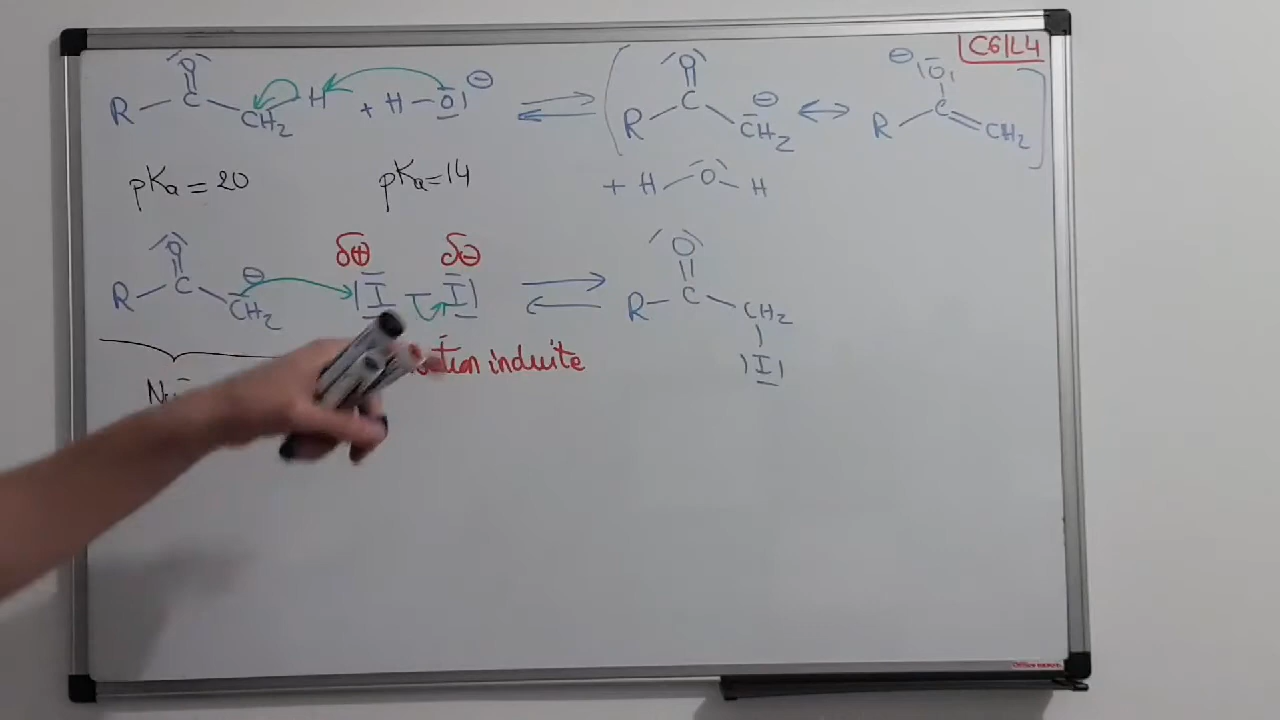 C6/L4
R — C(=O) — CH₂ — H + H — O ⊖ ⇌ ( R — C(=O) — CH₂ ⊖ ↔ R — C(O ⊖) = CH₂ ]
pKa = 20 pKa = 14 + H — O — H
R — C(=O) — CH₂ ⊖ δ⊕ I — I δ⊖ ⇌ R — C(=O) — CH₂ — I
induite